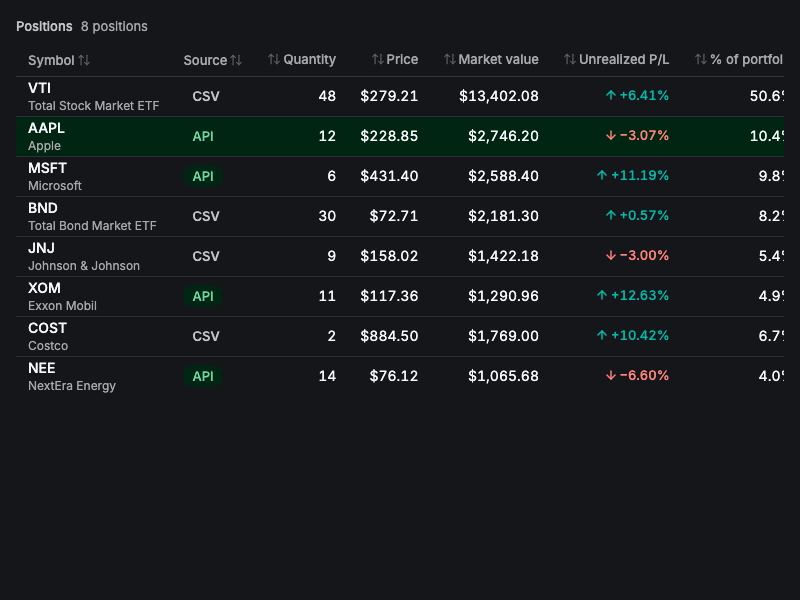 Positions 8 positions
Symbol Source Quantity Price Market value Unrealized P/L % of portfol
VTI CSV 48 $279.21 $13,402.08 ↑ +6.41% 50.6%
Total Stock Market ETF
AAPL API 12 $228.85 $2,746.20 ↓ −3.07% 10.4%
Apple
MSFT API 6 $431.40 $2,588.40 ↑ +11.19% 9.8%
Microsoft
BND CSV 30 $72.71 $2,181.30 ↑ +0.57% 8.2%
Total Bond Market ETF
JNJ CSV 9 $158.02 $1,422.18 ↓ −3.00% 5.4%
Johnson & Johnson
XOM API 11 $117.36 $1,290.96 ↑ +12.63% 4.9%
Exxon Mobil
COST CSV 2 $884.50 $1,769.00 ↑ +10.42% 6.7%
Costco
NEE API 14 $76.12 $1,065.68 ↓ −6.60% 4.0%
NextEra Energy